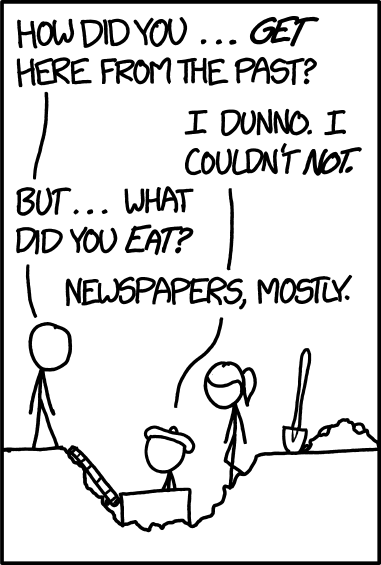 HOW DID YOU ... GET
HERE FROM THE PAST?
I DUNNO. I
COULDN'T NOT.
BUT... WHAT
DID YOU EAT?
NEWSPAPERS, MOSTLY.